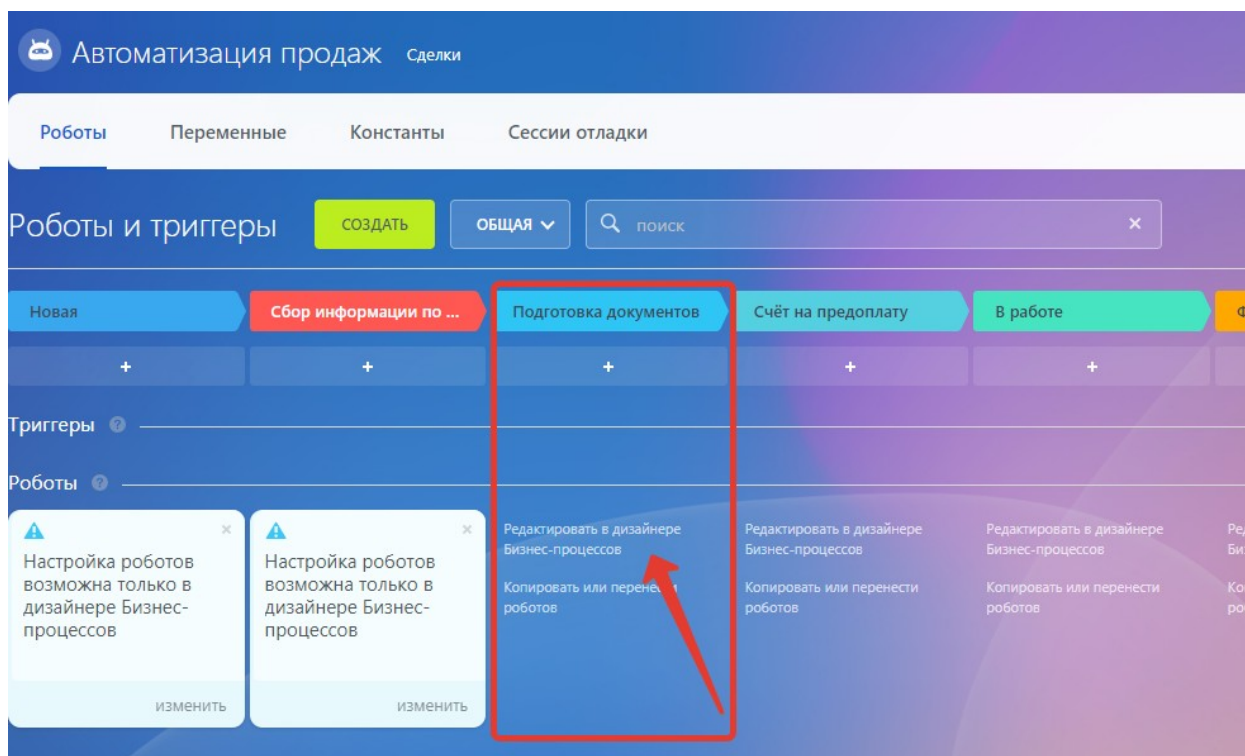 Автоматизация продаж Сделки
Роботы Переменные Константы Сессии отладки
Роботы и триггеры СОЗДАТЬ ОБЩАЯ поиск
Новая Сбор информации по ... Подготовка документов Счёт на предоплату В работе
+ + + + +
Триггеры ?
Роботы ?
Настройка роботов
возможна только в
дизайнере Бизнес-
процессов
изменить
Настройка роботов
возможна только в
дизайнере Бизнес-
процессов
изменить
Редактировать в дизайнере
Бизнес-процессов
Копировать или перенести
роботов
Редактировать в дизайнере
Бизнес-процессов
Копировать или перенести
роботов
Редактировать в дизайнере
Бизнес-процессов
Копировать или перенести
роботов